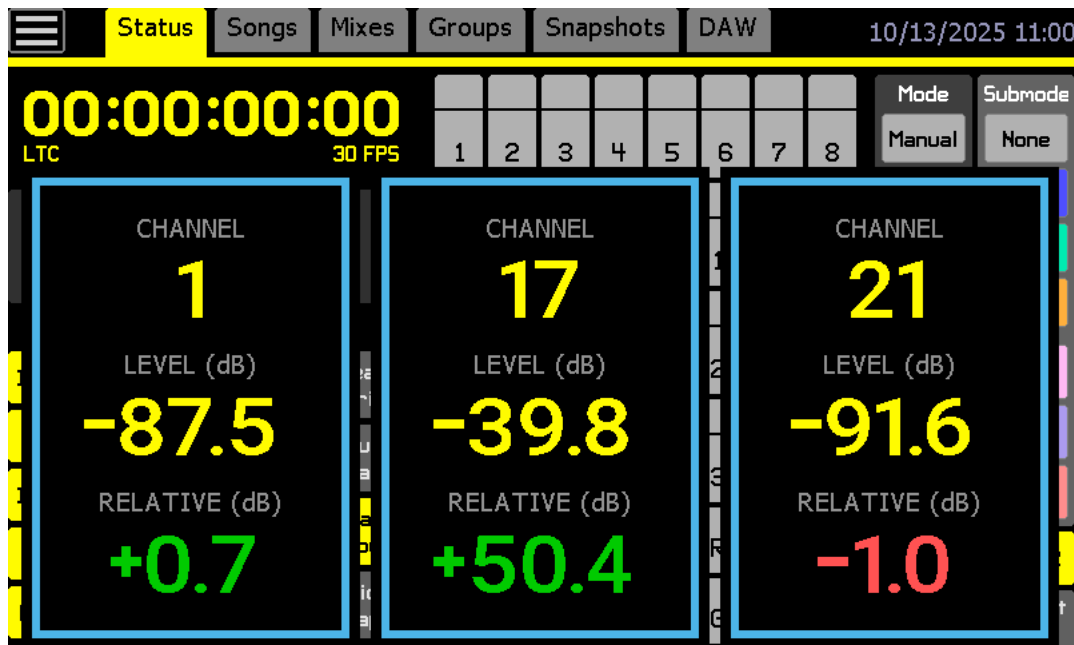 Status Songs Mixes Groups Snapshots DAW 10/13/2025 11:00
00:00:00:00
LTC 30 FPS
1 2 3 4 5 6 7 8
Mode Submode
Manual None
CHANNEL
1
LEVEL (dB)
-87.5
RELATIVE (dB)
+0.7
CHANNEL
17
LEVEL (dB)
-39.8
RELATIVE (dB)
+50.4
CHANNEL
21
LEVEL (dB)
-91.6
RELATIVE (dB)
-1.0